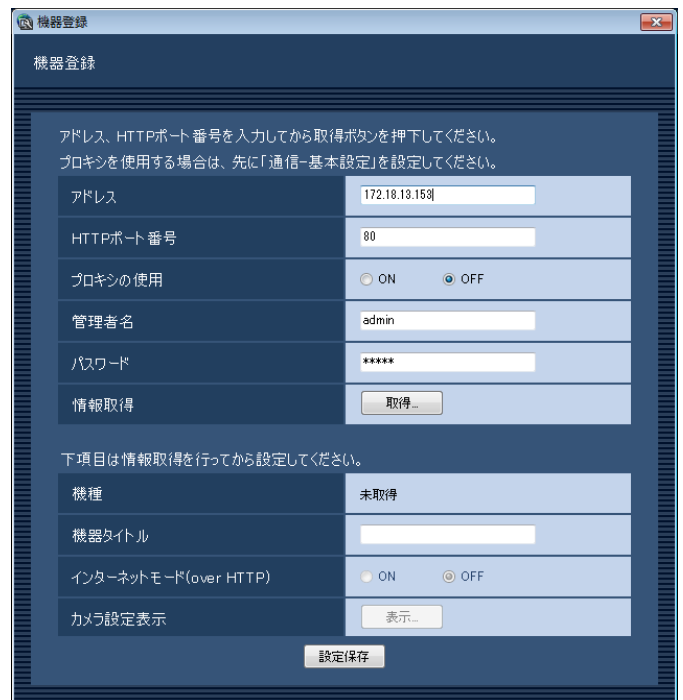 機器登録
機器登録
アドレス、HTTPポート番号を入力してから取得ボタンを押下してください。
プロキシを使用する場合は、先に「通信-基本設定」を設定してください。
アドレス 172.18.13.153
HTTPポート番号 80
プロキシの使用 ON OFF
管理者名 admin
パスワード *****
情報取得 取得...
下項目は情報取得を行ってから設定してください。
機種 未取得
機器タイトル
インターネットモード(over HTTP) ON OFF
カメラ設定表示 表示...
設定保存